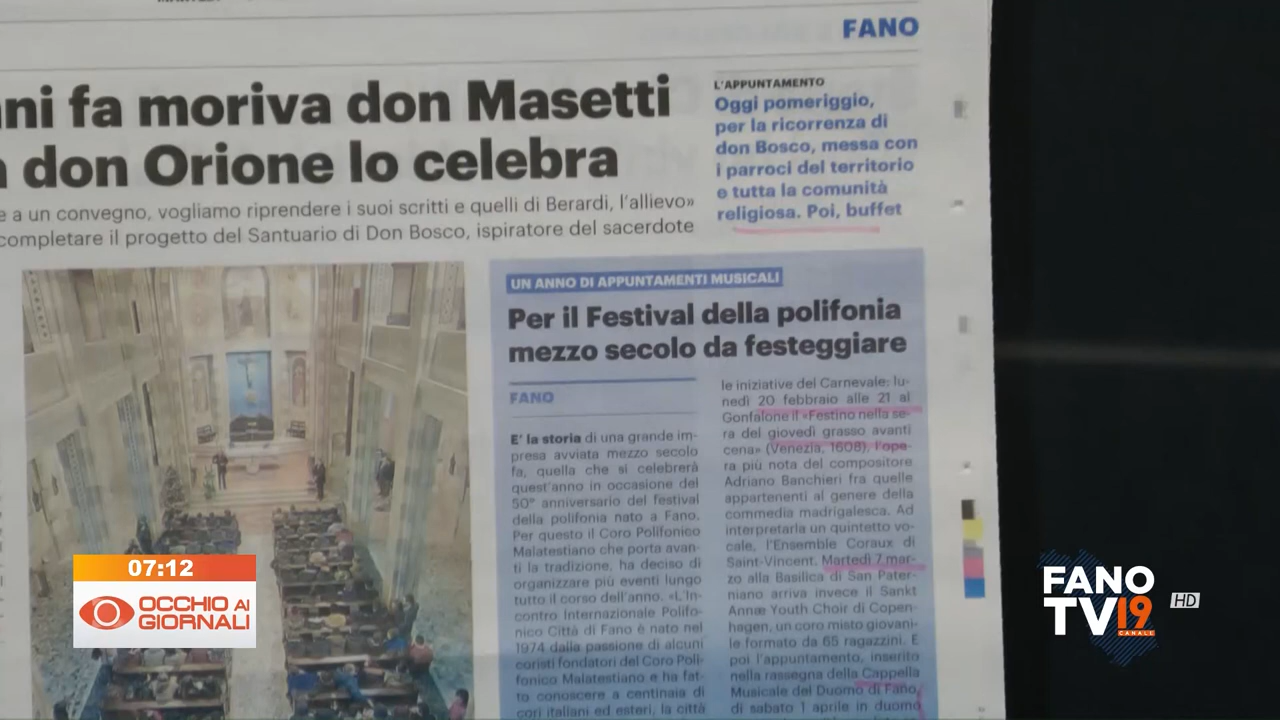 FANO
ni fa moriva don Masetti
don Orione lo celebra
e a un convegno, vogliamo riprendere i suoi scritti e quelli di Berardi, l'allievo»
completare il progetto del Santuario di Don Bosco, ispiratore del sacerdote
L'APPUNTAMENTO
Oggi pomeriggio,
per la ricorrenza di
don Bosco, messa con
i parroci del territorio
e tutta la comunità
religiosa. Poi, buffet
UN ANNO DI APPUNTAMENTI MUSICALI
Per il Festival della polifonia
mezzo secolo da festeggiare
FANO
E' la storia di una grande im-
presa avviata mezzo secolo
fa, quella che si celebrerà
quest'anno in occasione del
50° anniversario del festival
della polifonia nato a Fano.
Per questo il Coro Polifonico
Malatestiano che porta avan-
ti la tradizione, ha deciso di
organizzare più eventi lungo
tutto il corso dell'anno. «L'In-
contro Internazionale Polifo-
nico Città di Fano è nato nel
1974 dalla passione di alcuni
coristi fondatori del Coro Poli-
fonico Malatestiano e ha fat-
to conoscere a centinaia di
cori italiani ed esteri, la città
le iniziative del Carnevale: lu-
nedì 20 febbraio alle 21 al
Gonfalone il «Festino nella se-
ra del giovedì grasso avanti
cena» (Venezia, 1608), l'ope-
ra più nota del compositore
Adriano Banchieri fra quelle
appartenenti al genere della
commedia madrigalesca. Ad
interpretarla un quintetto vo-
cale, l'Ensemble Coraux di
Saint-Vincent. Martedì 7 mar-
zo alla Basilica di San Pater-
niano arriva invece il Sankt
Annæ Youth Choir di Copen-
hagen, un coro misto giovani-
le formato da 65 ragazzini. E
poi l'appuntamento, inserito
nella rassegna della Cappella
Musicale del Duomo di Fano,
di sabato 1 aprile in duomo
07:12
OCCHIO AI
GIORNALI
FANO
TV19
CANALE
HD